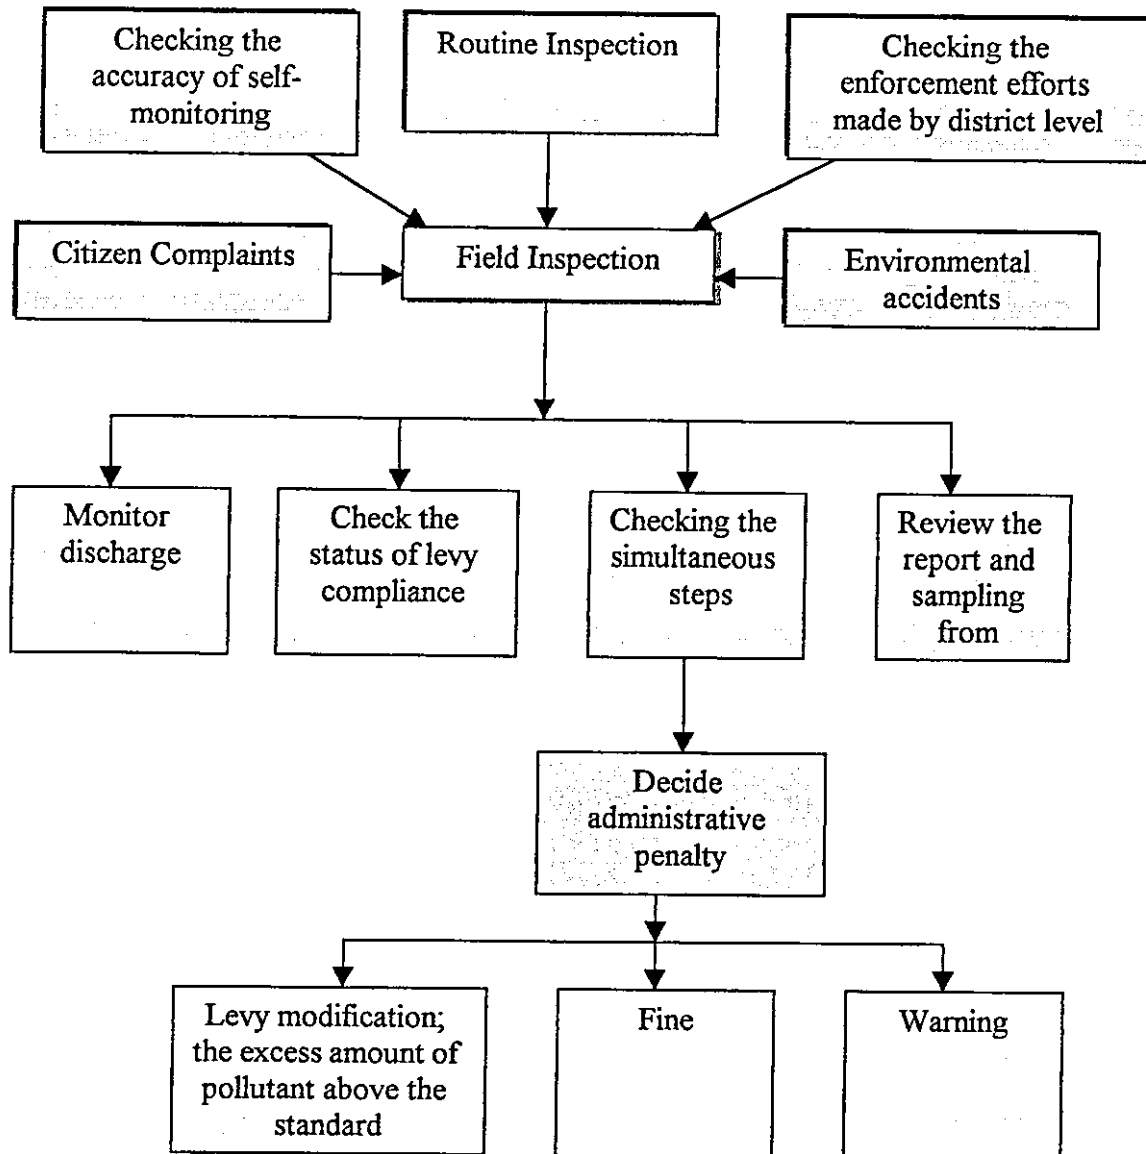 Checking the
accuracy of self-
monitoring
Routine Inspection
Checking the
enforcement efforts
made by district level
Citizen Complaints
Field Inspection
Environmental
accidents
Monitor
discharge
Check the
status of levy
compliance
Checking the
simultaneous
steps
Review the
report and
sampling
from
Decide
administrative
penalty
Levy modification;
the excess amount of
pollutant above the
standard
Fine
Warning